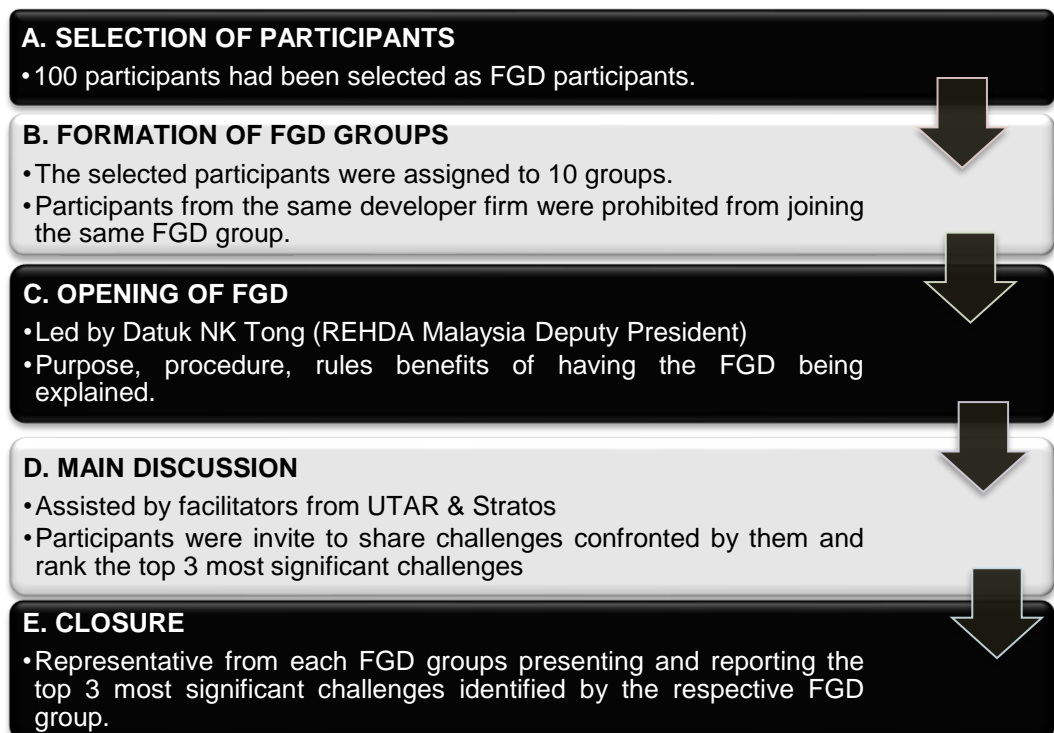 A. SELECTION OF PARTICIPANTS
•100 participants had been selected as FGD participants.
B. FORMATION OF FGD GROUPS
•The selected participants were assigned to 10 groups.
•Participants from the same developer firm were prohibited from joining
the same FGD group.
C. OPENING OF FGD
•Led by Datuk NK Tong (REHDA Malaysia Deputy President)
•Purpose, procedure, rules benefits of having the FGD being
explained.
D. MAIN DISCUSSION
•Assisted by facilitators from UTAR & Stratos
•Participants were invite to share challenges confronted by them and
rank the top 3 most significant challenges
E. CLOSURE
•Representative from each FGD groups presenting and reporting the
top 3 most significant challenges identified by the respective FGD
group.